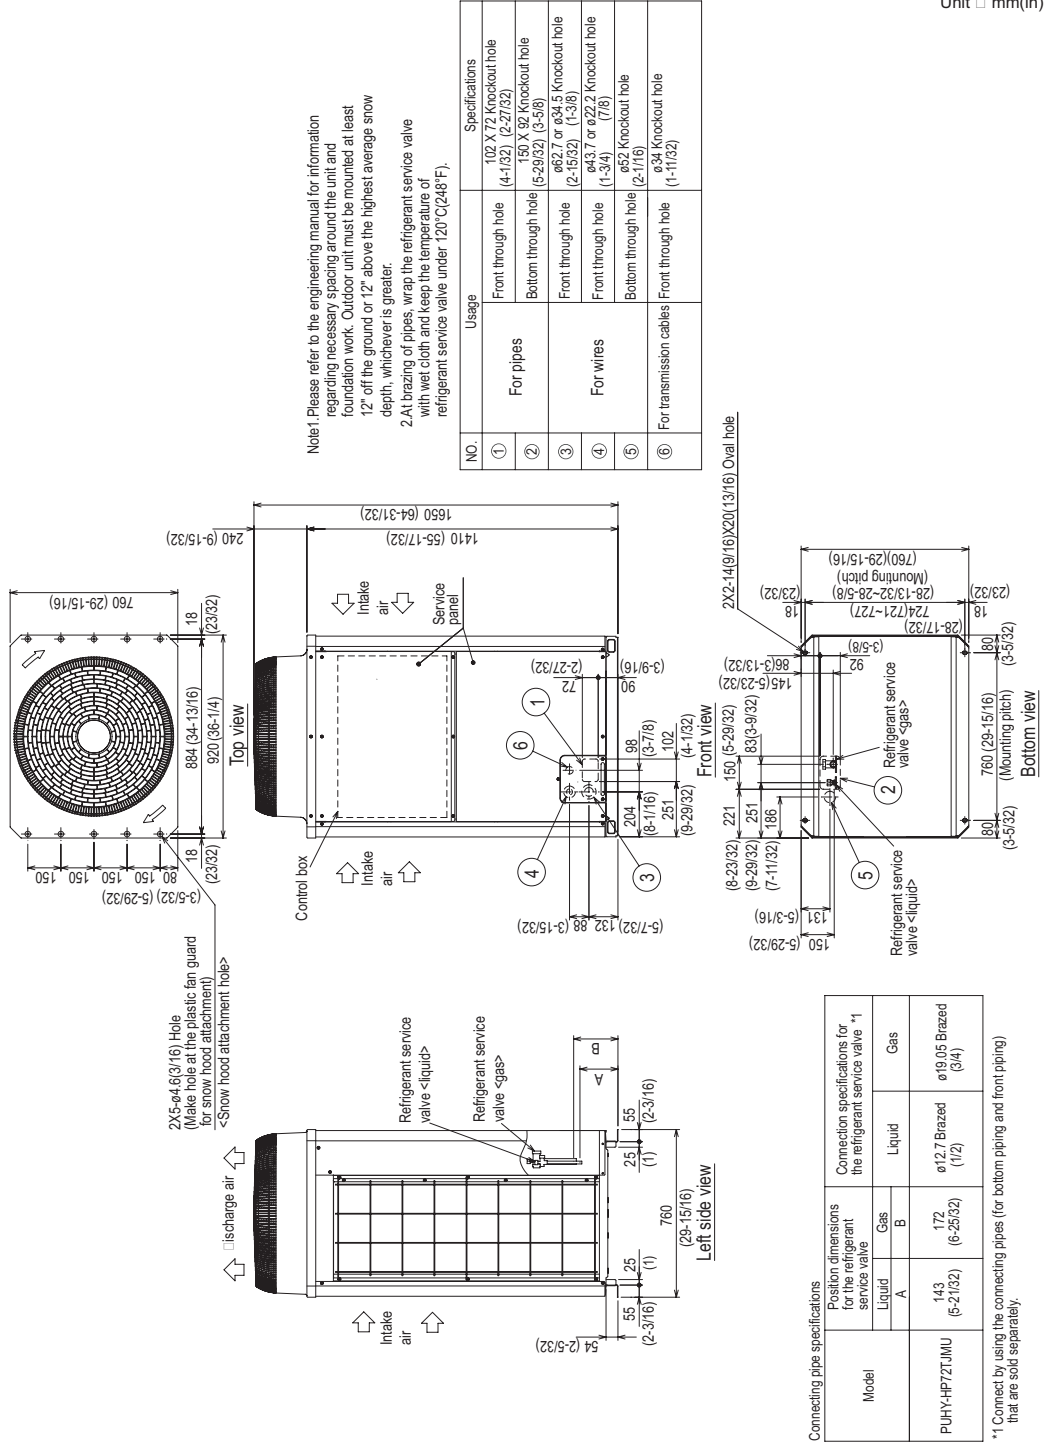 Unit □ mm(in)
Note1.Please refer to the engineering manual for information
regarding necessary spacing around the unit and
foundation work. Outdoor unit must be mounted at least
12" off the ground or 12" above the highest average snow
depth, whichever is greater.
2.At brazing of pipes, wrap the refrigerant service valve
with wet cloth and keep the temperature of
refrigerant service valve under 120°C(248°F).
NO. Usage Specifications
① For pipes Front through hole 102 X 72 Knockout hole
(4-1/32) (2-27/32)
② Bottom through hole 150 X 92 Knockout hole
(5-29/32) (3-5/8)
③ For wires Front through hole ø62.7 or ø34.5 Knockout hole
(2-15/32) (1-3/8)
④ Front through hole ø43.7 or ø22.2 Knockout hole
(1-3/4) (7/8)
⑤ Bottom through hole ø52 Knockout hole
(2-1/16)
⑥ For transmission cables Front through hole ø34 Knockout hole
(1-11/32)
2X5-ø4.6(3/16) Hole
(Make hole at the plastic fan guard
for snow hood attachment)
<Snow hood attachment hole>
150
150
150
150
80
(5-29/32) (3-5/32)
18
(23/32)
884 (34-13/16)
920 (36-1/4)
18
(23/32)
760 (29-15/16)
Top view
□ischarge air
Intake
air
54 (2-5/32)
55
(2-3/16)
25
(1)
760
(29-15/16)
25
(1)
55
(2-3/16)
A
B
Refrigerant service
valve <liquid>
Refrigerant service
valve <gas>
Left side view
Control box
Intake
air
Intake
air
Service
panel
240 (9-15/32)
1410 (55-17/32)
1650 (64-31/32)
④
③
⑥
①
88 (3-15/32)
132 (5-7/32)
204
(8-1/16)
251
(9-29/32)
98
(3-7/8)
102
(4-1/32)
72
(2-27/32)
90
(3-9/16)
Front view
2X2-14(9/16)X20(13/16) Oval hole
221
(8-23/32)
251
(9-29/32)
186
(7-11/32)
150 (5-29/32)
83(3-9/32)
145(5-23/32)
86(3-13/32)
92
(3-5/8)
131
(5-3/16)
150
(5-29/32)
18
(23/32)
724(721~727)
(28-17/32)
(28-13/32~28-5/8)
(Mounting pitch)
(760)(29-15/16)
18
(23/32)
80
(3-5/32)
760 (29-15/16)
(Mounting pitch)
80
(3-5/32)
⑤
②
Refrigerant service
valve <liquid>
Refrigerant service
valve <gas>
Bottom view
Connecting pipe specifications
Model
Position dimensions
for the refrigerant
service valve
Connection specifications for
the refrigerant service valve *1
Liquid Gas Liquid Gas
A B
PUHY-HP72TJMU 143 172 ø12.7 Brazed ø19.05 Brazed
(5-21/32) (6-25/32) (1/2) (3/4)
*1 Connect by using the connecting pipes (for bottom piping and front piping)
that are sold separately.